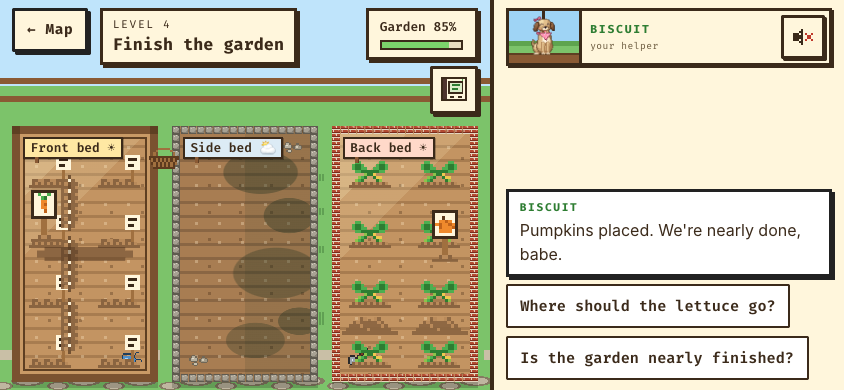 ← Map
LEVEL 4
Finish the garden
Garden 85%
Front bed ☀
Side bed ⛅
Back bed ☀
BISCUIT
your helper
BISCUIT
Pumpkins placed. We're nearly done,
babe.
Where should the lettuce go?
Is the garden nearly finished?